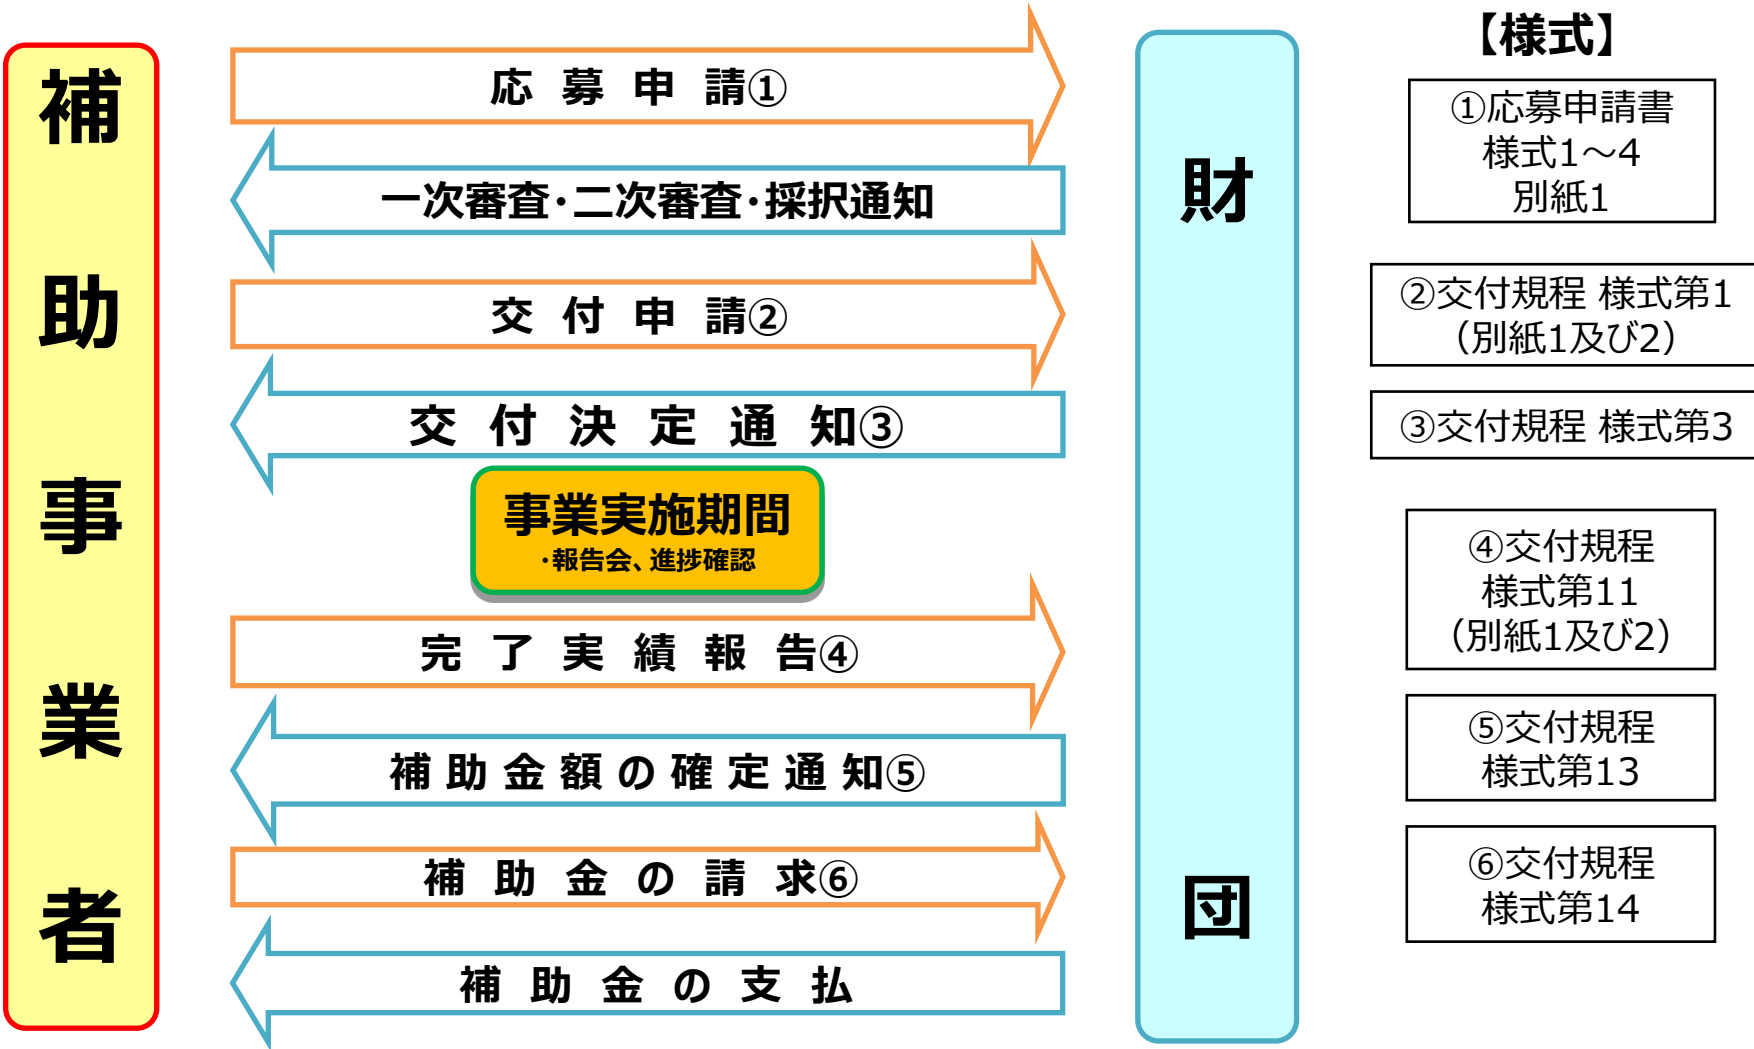 補助事業者
応募申請①
一次審査・二次審査・採択通知
交付申請②
交付決定通知③
事業実施期間
・報告会、進捗確認
完了実績報告④
補助金額の確定通知⑤
補助金の請求⑥
補助金の支払
財団
【様式】
①応募申請書
様式1～4
別紙1
②交付規程 様式第1
（別紙1及び2）
③交付規程 様式第3
④交付規程
様式第11
（別紙1及び2）
⑤交付規程
様式第13
⑥交付規程
様式第14